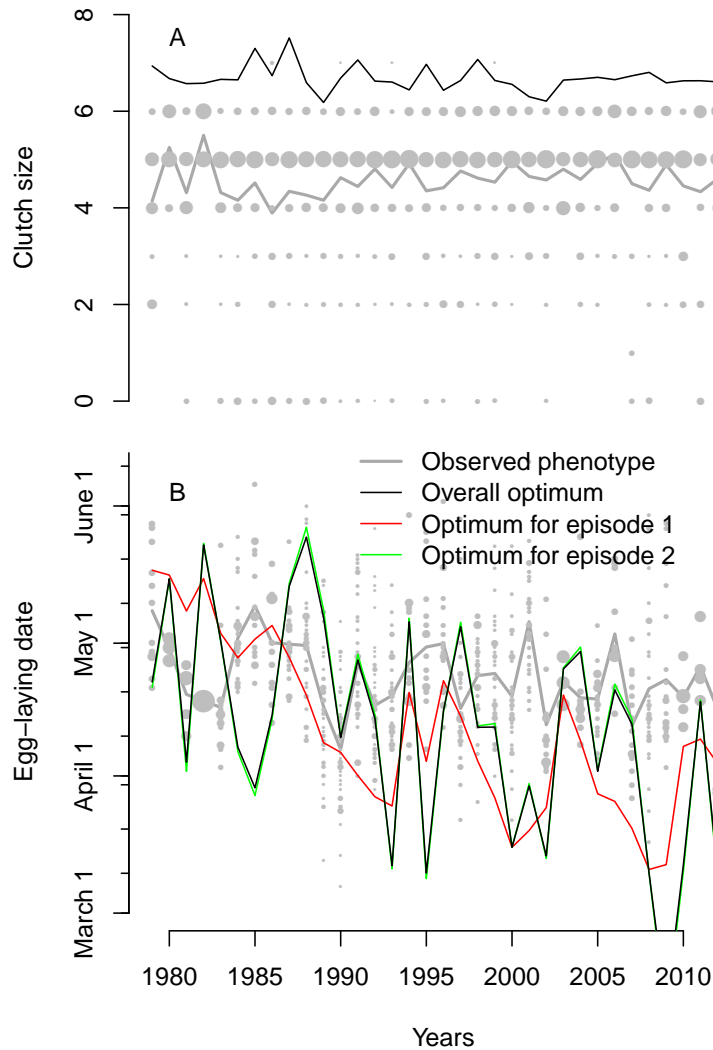 A
8
6
4
2
0
Clutch size
B
Observed phenotype
Overall optimum
Optimum for episode 1
Optimum for episode 2
June 1
May 1
April 1
March 1
Egg−laying date
1980 1985 1990 1995 2000 2005 2010
Years